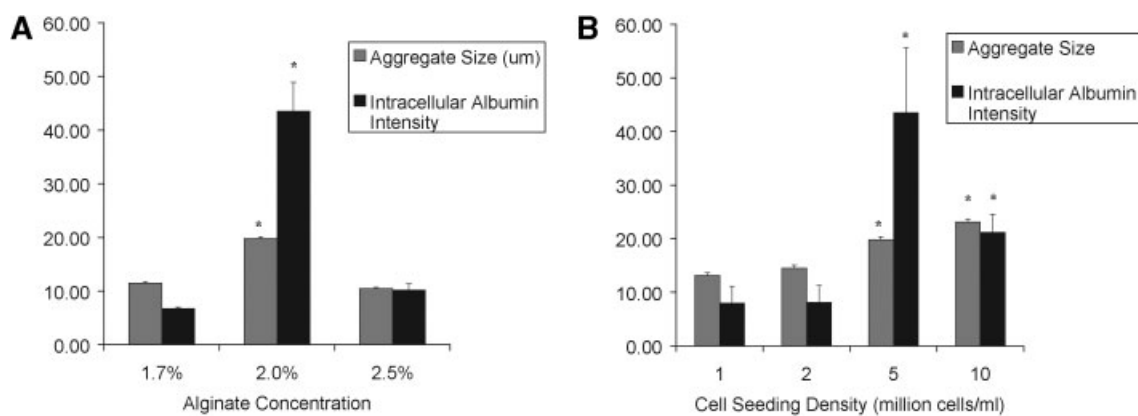 A
60.00
50.00
40.00
30.00
20.00
10.00
0.00
*
*
Aggregate Size (um)
Intracellular Albumin
Intensity
1.7%
2.0%
2.5%
Alginate Concentration
B
60.00
50.00
40.00
30.00
20.00
10.00
0.00
*
*
*
*
Aggregate Size
Intracellular Albumin
Intensity
1
2
5
10
Cell Seeding Density (million cells/ml)